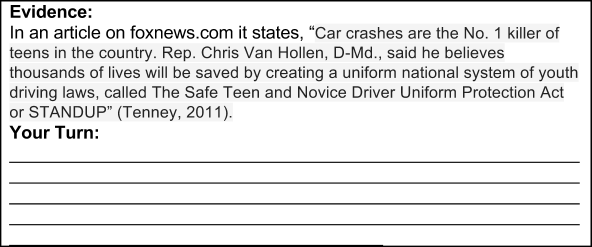 Evidence:
In an article on foxnews.com it states, “Car crashes are the No. 1 killer of
teens in the country. Rep. Chris Van Hollen, D-Md., said he believes
thousands of lives will be saved by creating a uniform national system of youth
driving laws, called The Safe Teen and Novice Driver Uniform Protection Act
or STANDUP” (Tenney, 2011).
Your Turn: